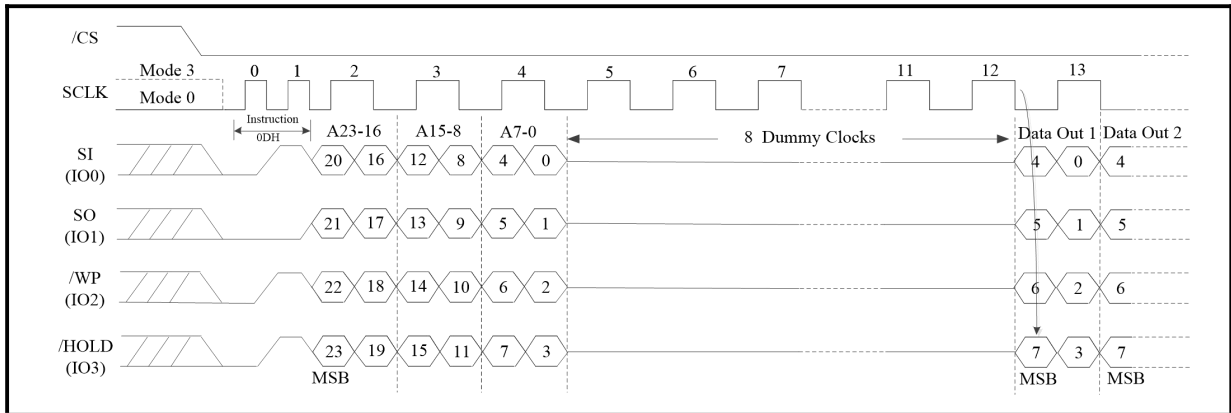 /CS
Mode 3 0 1 2 3 4 5 6 7 11 12 13
SCLK
Mode 0
Instruction
0DH
A23-16 A15-8 A7-0 8 Dummy Clocks Data Out 1 Data Out 2
SI
(IO0)
20 16 12 8 4 0 4 0 4
SO
(IO1)
21 17 13 9 5 1 5 1 5
/WP
(IO2)
22 18 14 10 6 2 6 2 6
/HOLD
(IO3)
23 19 15 11 7 3 7 3 7
MSB MSB MSB